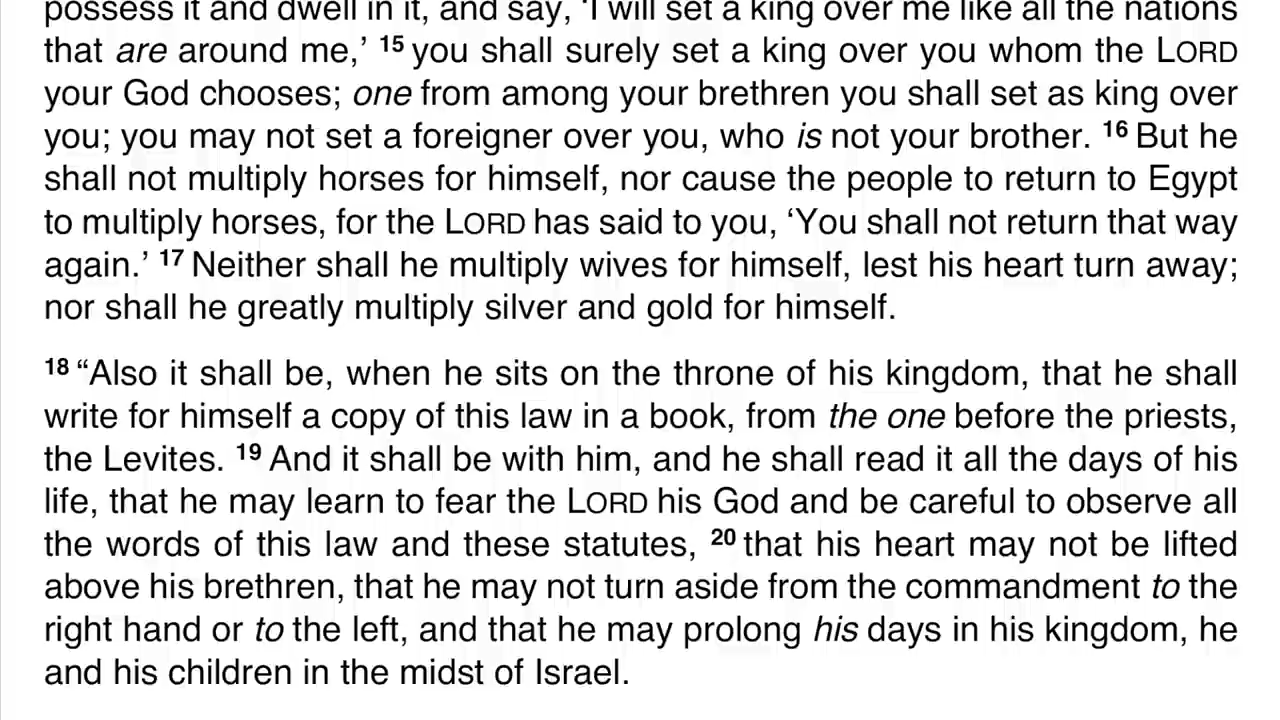 possess it and dwell in it, and say, ‘I will set a king over me like all the nations
that are around me,’ 15 you shall surely set a king over you whom the LORD
your God chooses; one from among your brethren you shall set as king over
you; you may not set a foreigner over you, who is not your brother. 16 But he
shall not multiply horses for himself, nor cause the people to return to Egypt
to multiply horses, for the LORD has said to you, ‘You shall not return that way
again.’ 17 Neither shall he multiply wives for himself, lest his heart turn away;
nor shall he greatly multiply silver and gold for himself.
18 “Also it shall be, when he sits on the throne of his kingdom, that he shall
write for himself a copy of this law in a book, from the one before the priests,
the Levites. 19 And it shall be with him, and he shall read it all the days of his
life, that he may learn to fear the LORD his God and be careful to observe all
the words of this law and these statutes, 20 that his heart may not be lifted
above his brethren, that he may not turn aside from the commandment to the
right hand or to the left, and that he may prolong his days in his kingdom, he
and his children in the midst of Israel.